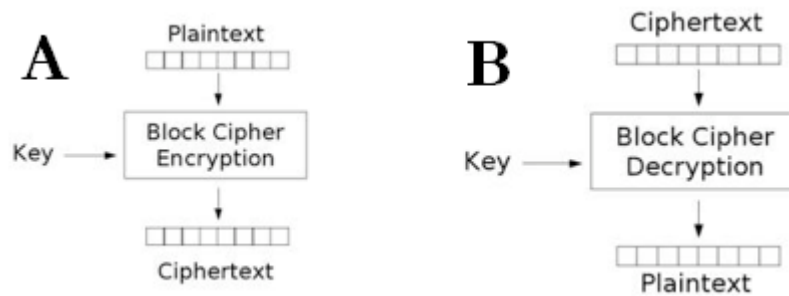 A
Plaintext
Key
Block Cipher
Encryption
Ciphertext
B
Ciphertext
Key
Block Cipher
Decryption
Plaintext